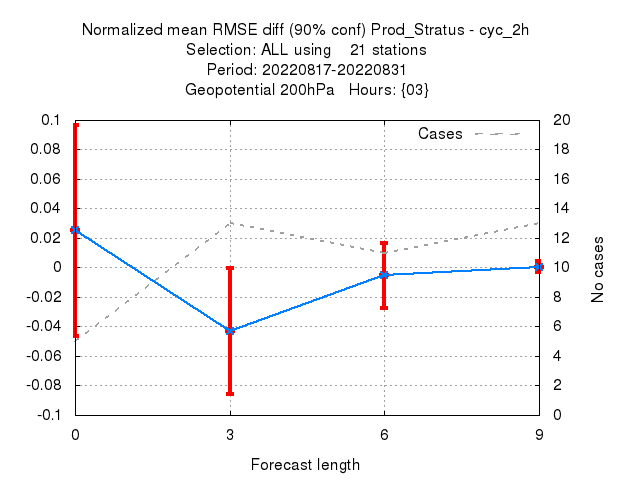 Normalized mean RMSE diff (90% conf) Prod_Stratus - cyc_2h
Selection: ALL using    21 stations
Period: 20220817-20220831
Geopotential 200hPa   Hours: {03}
Cases
0.1
0.08
0.06
0.04
0.02
0
-0.02
-0.04
-0.06
-0.08
-0.1
20
18
16
14
12
10
8
6
4
2
0
No cases
0 3 6 9
Forecast length